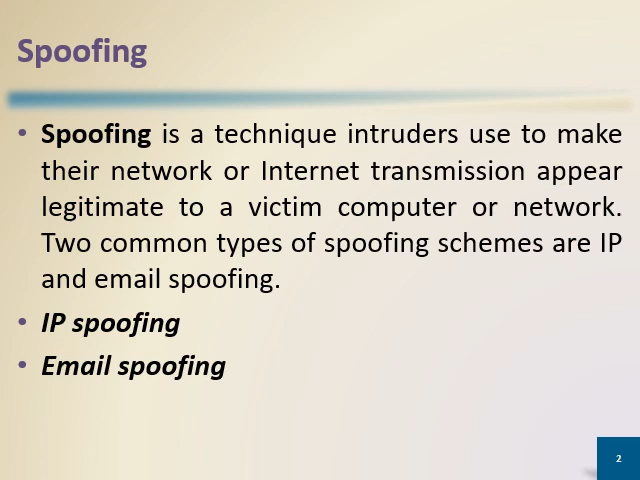 Spoofing
• Spoofing is a technique intruders use to make
their network or Internet transmission appear
legitimate to a victim computer or network.
Two common types of spoofing schemes are IP
and email spoofing.
• IP spoofing
• Email spoofing
2